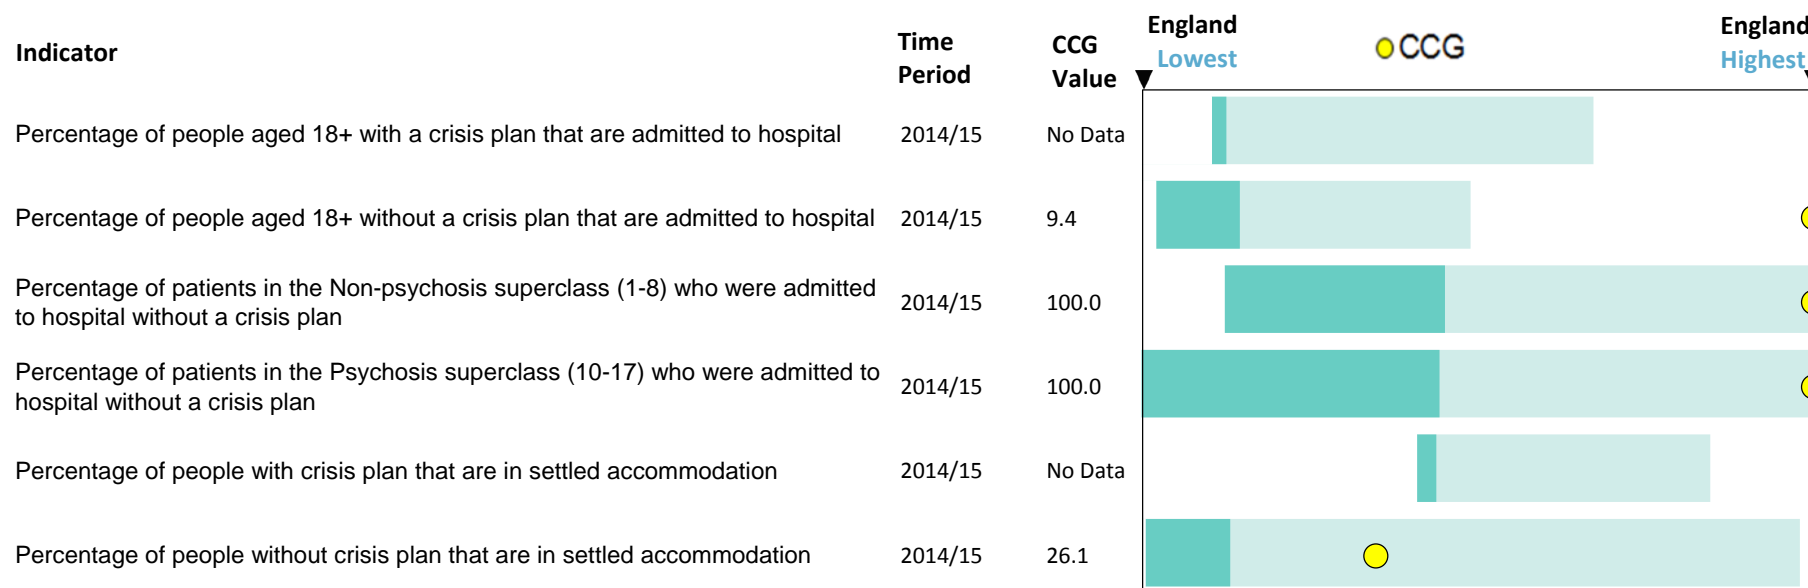 Indicator
Time
Period
CCG
Value
England
Lowest
CCG
England
Highest
Percentage of people aged 18+ with a crisis plan that are admitted to hospital 2014/15 No Data
Percentage of people aged 18+ without a crisis plan that are admitted to hospital 2014/15 9.4
Percentage of patients in the Non-psychosis superclass (1-8) who were admitted
to hospital without a crisis plan 2014/15 100.0
Percentage of patients in the Psychosis superclass (10-17) who were admitted to
hospital without a crisis plan 2014/15 100.0
Percentage of people with crisis plan that are in settled accommodation 2014/15 No Data
Percentage of people without crisis plan that are in settled accommodation 2014/15 26.1